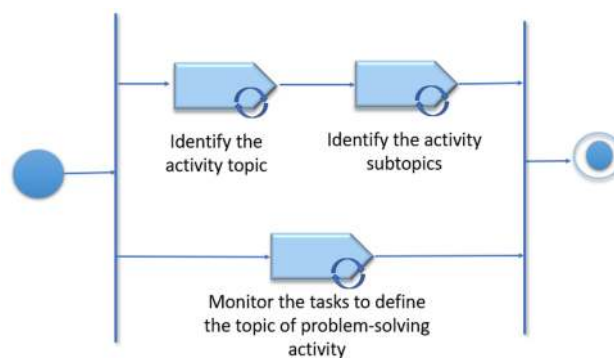 Identify the
activity topic
Identify the activity
subtopics
Monitor the tasks to define
the topic of problem-solving
activity